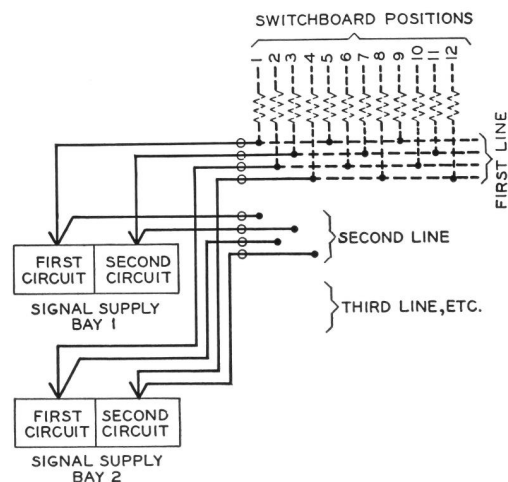 SWITCHBOARD POSITIONS
1 2 3 4 5 6 7 8 9 10 11 12
FIRST LINE
SECOND LINE
FIRST CIRCUIT
SECOND CIRCUIT
SIGNAL SUPPLY
BAY 1
THIRD LINE, ETC.
FIRST CIRCUIT
SECOND CIRCUIT
SIGNAL SUPPLY
BAY 2